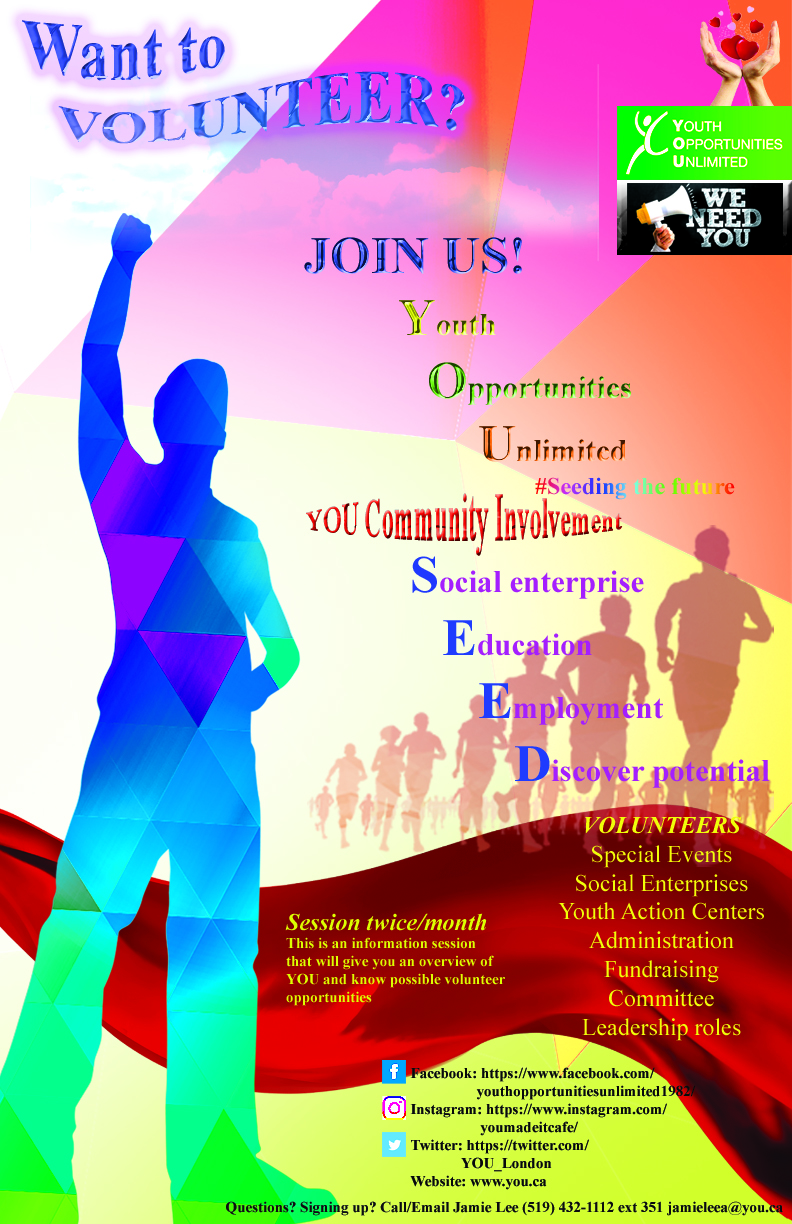 Want to
VOLUNTEER?
YOUTH
OPPORTUNITIES
UNLIMITED
WE
NEED
YOU
JOIN US!
Youth
Opportunities
Unlimited
#Seeding the future
YOU Community Involvement
Social enterprise
Education
Employment
Discover potential
VOLUNTEERS
Special Events
Social Enterprises
Youth Action Centers
Administration
Fundraising
Committee
Leadership roles
Session twice/month
This is an information session
that will give you an overview of
YOU and know possible volunteer
opportunities
Facebook: https://www.facebook.com/
youthopportunitiesunlimited1982/
Instagram: https://www.instagram.com/
youmadeitcafe/
Twitter: https://twitter.com/
YOU_London
Website: www.you.ca
Questions? Signing up? Call/Email Jamie Lee (519) 432-1112 ext 351 jamieleea@you.ca